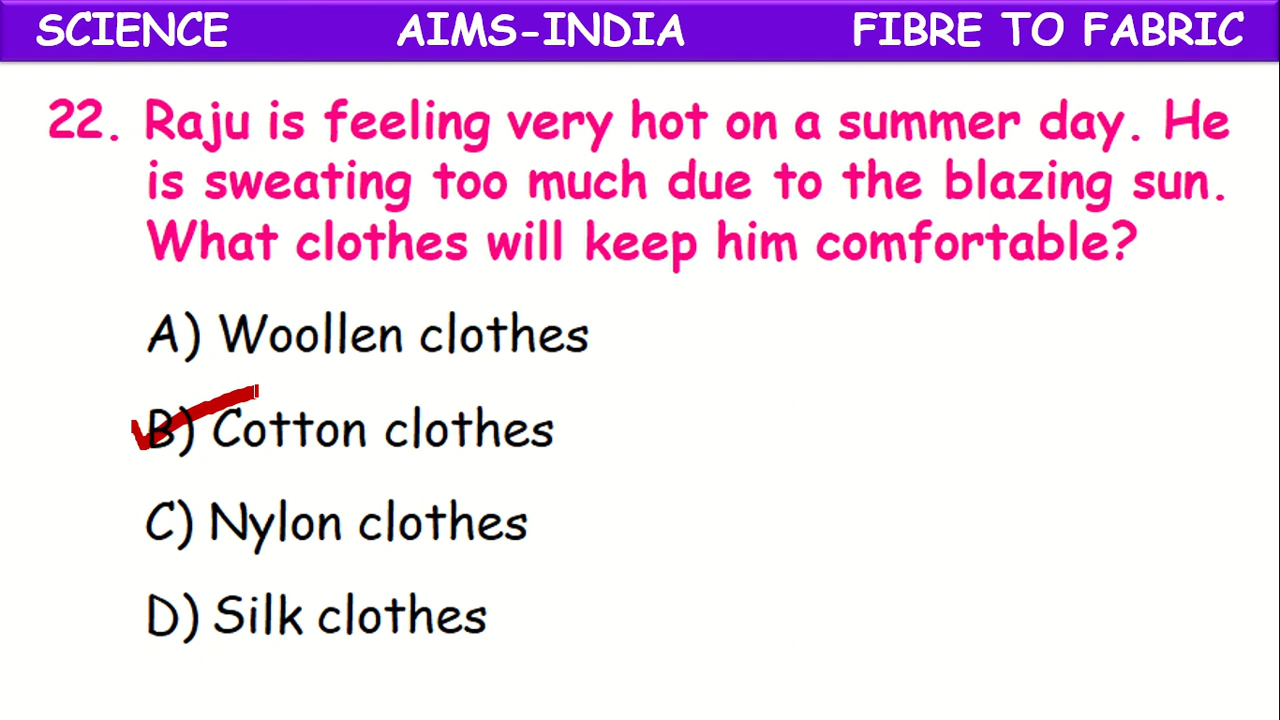 SCIENCE AIMS-INDIA FIBRE TO FABRIC
22. Raju is feeling very hot on a summer day. He
is sweating too much due to the blazing sun.
What clothes will keep him comfortable?
A) Woollen clothes
B) Cotton clothes
C) Nylon clothes
D) Silk clothes